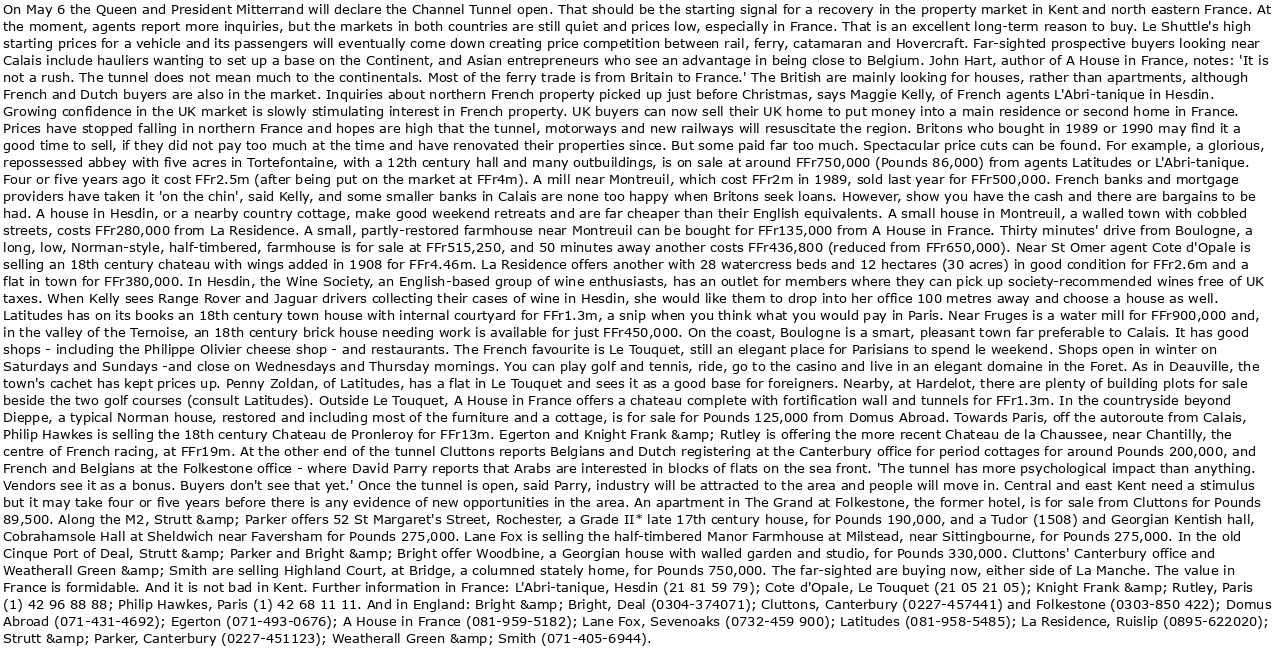 On May 6 the Queen and President Mitterrand will declare the Channel Tunnel open. That should be the starting signal for a recovery in the property market in Kent and north eastern France. At
the moment, agents report more inquiries, but the markets in both countries are still quiet and prices low, especially in France. That is an excellent long-term reason to buy. Le Shuttle's high
starting prices for a vehicle and its passengers will eventually come down creating price competition between rail, ferry, catamaran and Hovercraft. Far-sighted prospective buyers looking near
Calais include hauliers wanting to set up a base on the Continent, and Asian entrepreneurs who see an advantage in being close to Belgium. John Hart, author of A House in France, notes: 'It is
not a rush. The tunnel does not mean much to the continentals. Most of the ferry trade is from Britain to France.' The British are mainly looking for houses, rather than apartments, although
French and Dutch buyers are also in the market. Inquiries about northern French property picked up just before Christmas, says Maggie Kelly, of French agents L'Abri-tanique in Hesdin.
Growing confidence in the UK market is slowly stimulating interest in French property. UK buyers can now sell their UK home to put money into a main residence or second home in France.
Prices have stopped falling in northern France and hopes are high that the tunnel, motorways and new railways will resuscitate the region. Britons who bought in 1989 or 1990 may find it a
good time to sell, if they did not pay too much at the time and have renovated their properties since. But some paid far too much. Spectacular price cuts can be found. For example, a glorious,
repossessed abbey with five acres in Tortefontaine, with a 12th century hall and many outbuildings, is on sale at around FFr750,000 (Pounds 86,000) from agents Latitudes or L'Abri-tanique.
Four or five years ago it cost FFr2.5m (after being put on the market at FFr4m). A mill near Montreuil, which cost FFr2m in 1989, sold last year for FFr500,000. French banks and mortgage
providers have taken it 'on the chin', said Kelly, and some smaller banks in Calais are none too happy when Britons seek loans. However, show you have the cash and there are bargains to be
had. A house in Hesdin, or a nearby country cottage, make good weekend retreats and are far cheaper than their English equivalents. A small house in Montreuil, a walled town with cobbled
streets, costs FFr280,000 from La Residence. A small, partly-restored farmhouse near Montreuil can be bought for FFr135,000 from A House in France. Thirty minutes' drive from Boulogne, a
long, low, Norman-style, half-timbered, farmhouse is for sale at FFr515,250, and 50 minutes away another costs FFr436,800 (reduced from FFr650,000). Near St Omer agent Cote d'Opale is
selling an 18th century chateau with wings added in 1908 for FFr4.46m. La Residence offers another with 28 watercress beds and 12 hectares (30 acres) in good condition for FFr2.6m and a
flat in town for FFr380,000. In Hesdin, the Wine Society, an English-based group of wine enthusiasts, has an outlet for members where they can pick up society-recommended wines free of UK
taxes. When Kelly sees Range Rover and Jaguar drivers collecting their cases of wine in Hesdin, she would like them to drop into her office 100 metres away and choose a house as well.
Latitudes has on its books an 18th century town house with internal courtyard for FFr1.3m, a snip when you think what you would pay in Paris. Near Fruges is a water mill for FFr900,000 and,
in the valley of the Ternoise, an 18th century brick house needing work is available for just FFr450,000. On the coast, Boulogne is a smart, pleasant town far preferable to Calais. It has good
shops - including the Philippe Olivier cheese shop - and restaurants. The French favourite is Le Touquet, still an elegant place for Parisians to spend le weekend. Shops open in winter on
Saturdays and Sundays -and close on Wednesdays and Thursday mornings. You can play golf and tennis, ride, go to the casino and live in an elegant domaine in the Foret. As in Deauville, the
town's cachet has kept prices up. Penny Zoldan, of Latitudes, has a flat in Le Touquet and sees it as a good base for foreigners. Nearby, at Hardelot, there are plenty of building plots for sale
beside the two golf courses (consult Latitudes). Outside Le Touquet, A House in France offers a chateau complete with fortification wall and tunnels for FFr1.3m. In the countryside beyond
Dieppe, a typical Norman house, restored and including most of the furniture and a cottage, is for sale for Pounds 125,000 from Domus Abroad. Towards Paris, off the autoroute from Calais,
Philip Hawkes is selling the 18th century Chateau de Pronleroy for FFr13m. Egerton and Knight Frank &amp; Rutley is offering the more recent Chateau de la Chaussee, near Chantilly, the
centre of French racing, at FFr19m. At the other end of the tunnel Cluttons reports Belgians and Dutch registering at the Canterbury office for period cottages for around Pounds 200,000, and
French and Belgians at the Folkestone office - where David Parry reports that Arabs are interested in blocks of flats on the sea front. 'The tunnel has more psychological impact than anything.
Vendors see it as a bonus. Buyers don't see that yet.' Once the tunnel is open, said Parry, industry will be attracted to the area and people will move in. Central and east Kent need a stimulus
but it may take four or five years before there is any evidence of new opportunities in the area. An apartment in The Grand at Folkestone, the former hotel, is for sale from Cluttons for Pounds
89,500. Along the M2, Strutt &amp; Parker offers 52 St Margaret's Street, Rochester, a Grade II* late 17th century house, for Pounds 190,000, and a Tudor (1508) and Georgian Kentish hall,
Cobrahamsole Hall at Sheldwich near Faversham for Pounds 275,000. Lane Fox is selling the half-timbered Manor Farmhouse at Milstead, near Sittingbourne, for Pounds 275,000. In the old
Cinque Port of Deal, Strutt &amp; Parker and Bright &amp; Bright offer Woodbine, a Georgian house with walled garden and studio, for Pounds 330,000. Cluttons' Canterbury office and
Weatherall Green &amp; Smith are selling Highland Court, at Bridge, a columned stately home, for Pounds 750,000. The far-sighted are buying now, either side of La Manche. The value in
France is formidable. And it is not bad in Kent. Further information in France: L'Abri-tanique, Hesdin (21 81 59 79); Cote d'Opale, Le Touquet (21 05 21 05); Knight Frank &amp; Rutley, Paris
(1) 42 96 88 88; Philip Hawkes, Paris (1) 42 68 11 11. And in England: Bright &amp; Bright, Deal (0304-374071); Cluttons, Canterbury (0227-457441) and Folkestone (0303-850 422); Domus
Abroad (071-431-4692); Egerton (071-493-0676); A House in France (081-959-5182); Lane Fox, Sevenoaks (0732-459 900); Latitudes (081-958-5485); La Residence, Ruislip (0895-622020);
Strutt &amp; Parker, Canterbury (0227-451123); Weatherall Green &amp; Smith (071-405-6944).